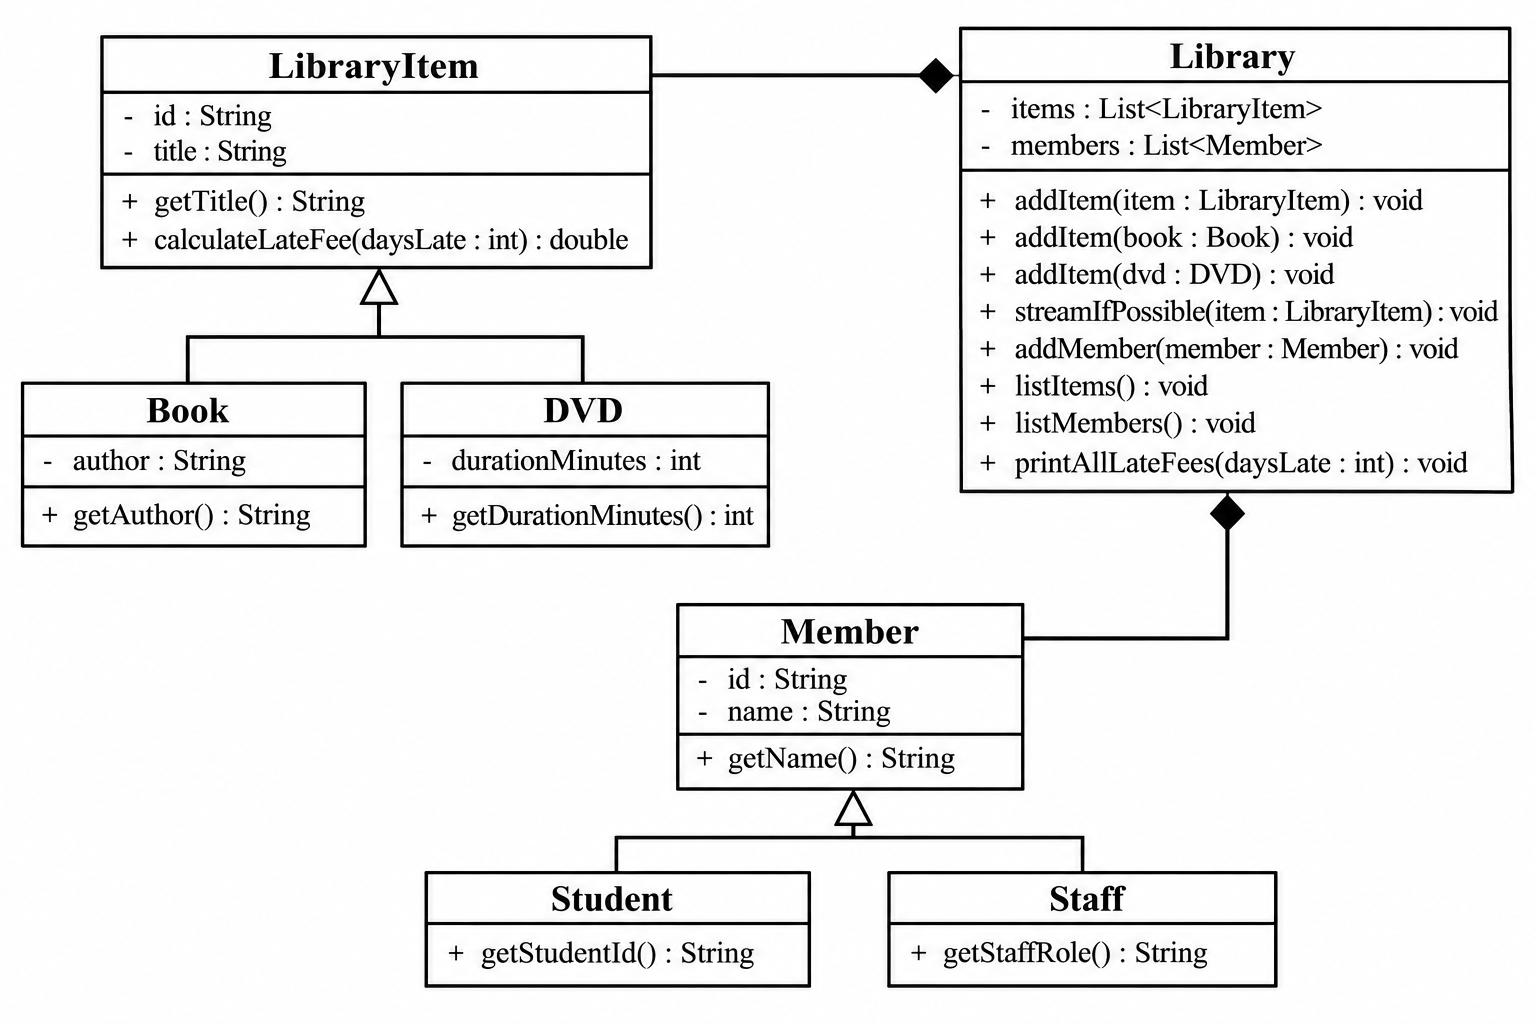 LibraryItem
- id : String
- title : String
+ getTitle() : String
+ calculateLateFee(daysLate : int) : double
Library
- items : List<LibraryItem>
- members : List<Member>
+ addItem(item : LibraryItem) : void
+ addItem(book : Book) : void
+ addItem(dvd : DVD) : void
+ streamIfPossible(item : LibraryItem) : void
+ addMember(member : Member) : void
+ listItems() : void
+ listMembers() : void
+ printAllLateFees(daysLate : int) : void
Book
- author : String
+ getAuthor() : String
DVD
- durationMinutes : int
+ getDurationMinutes() : int
Member
- id : String
- name : String
+ getName() : String
Student
+ getStudentId() : String
Staff
+ getStaffRole() : String